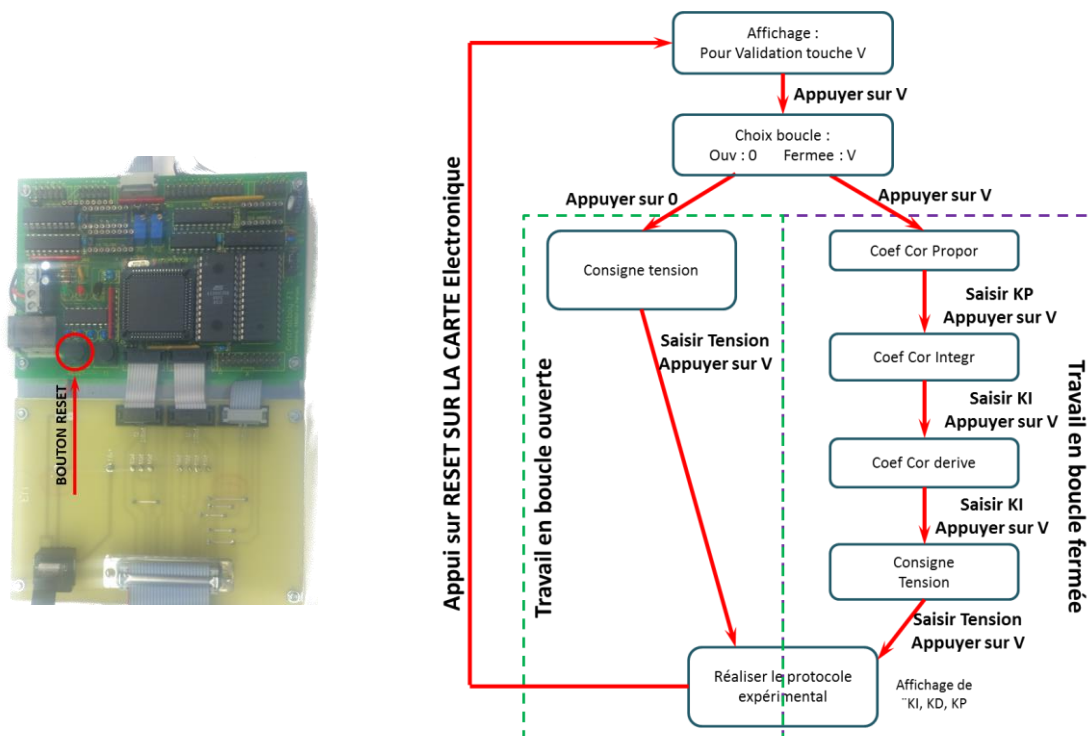 BOUTON RESET
Appui sur RESET SUR LA CARTE Electronique
Affichage :
Pour Validation touche V
Appuyer sur V
Choix boucle :
Ouv : 0 Fermee : V
Appuyer sur 0
Appuyer sur V
Travail en boucle ouverte
Consigne tension
Saisir Tension
Appuyer sur V
Coef Cor Propor
Saisir KP
Appuyer sur V
Coef Cor Integr
Saisir KI
Appuyer sur V
Coef Cor derive
Saisir KI
Appuyer sur V
Consigne
Tension
Saisir Tension
Appuyer sur V
Travail en boucle fermée
Réaliser le protocole
expérimental
Affichage de
¨KI, KD, KP